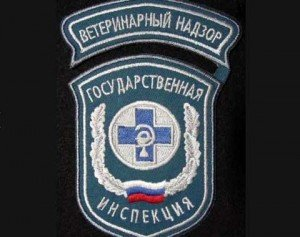 ВЕТЕРИНАРНЫЙ НАДЗОР
ГОСУДАРСТВЕННАЯ
ИНСПЕКЦИЯ